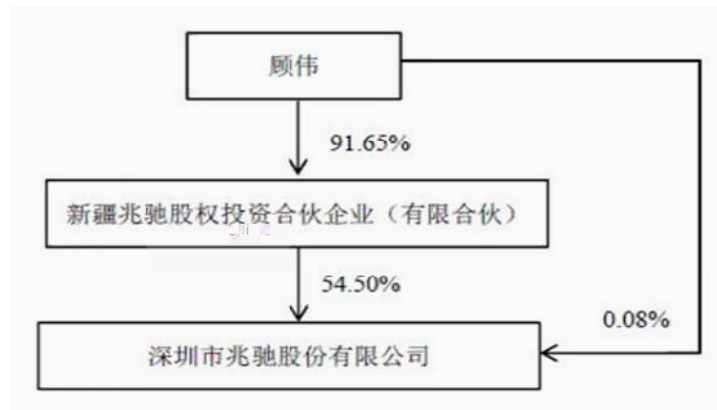 顾伟
91.65%
新疆兆驰股权投资合伙企业（有限合伙）
54.50%
0.08%
深圳市兆驰股份有限公司